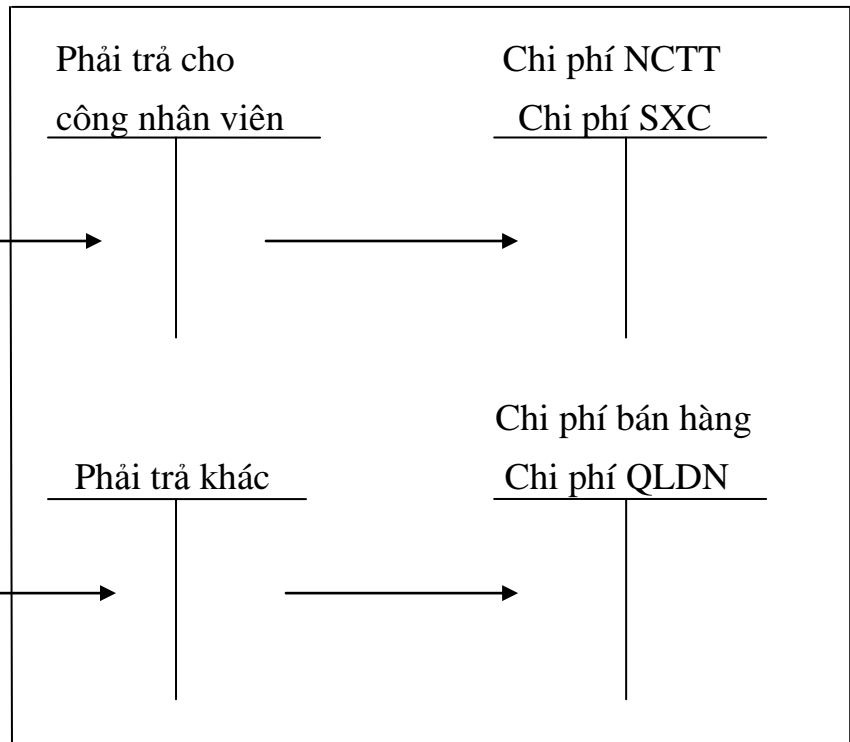 Phải trả cho
công nhân viên
Chi phí NCTT
Chi phí SXC
Phải trả khác
Chi phí bán hàng
Chi phí QLDN